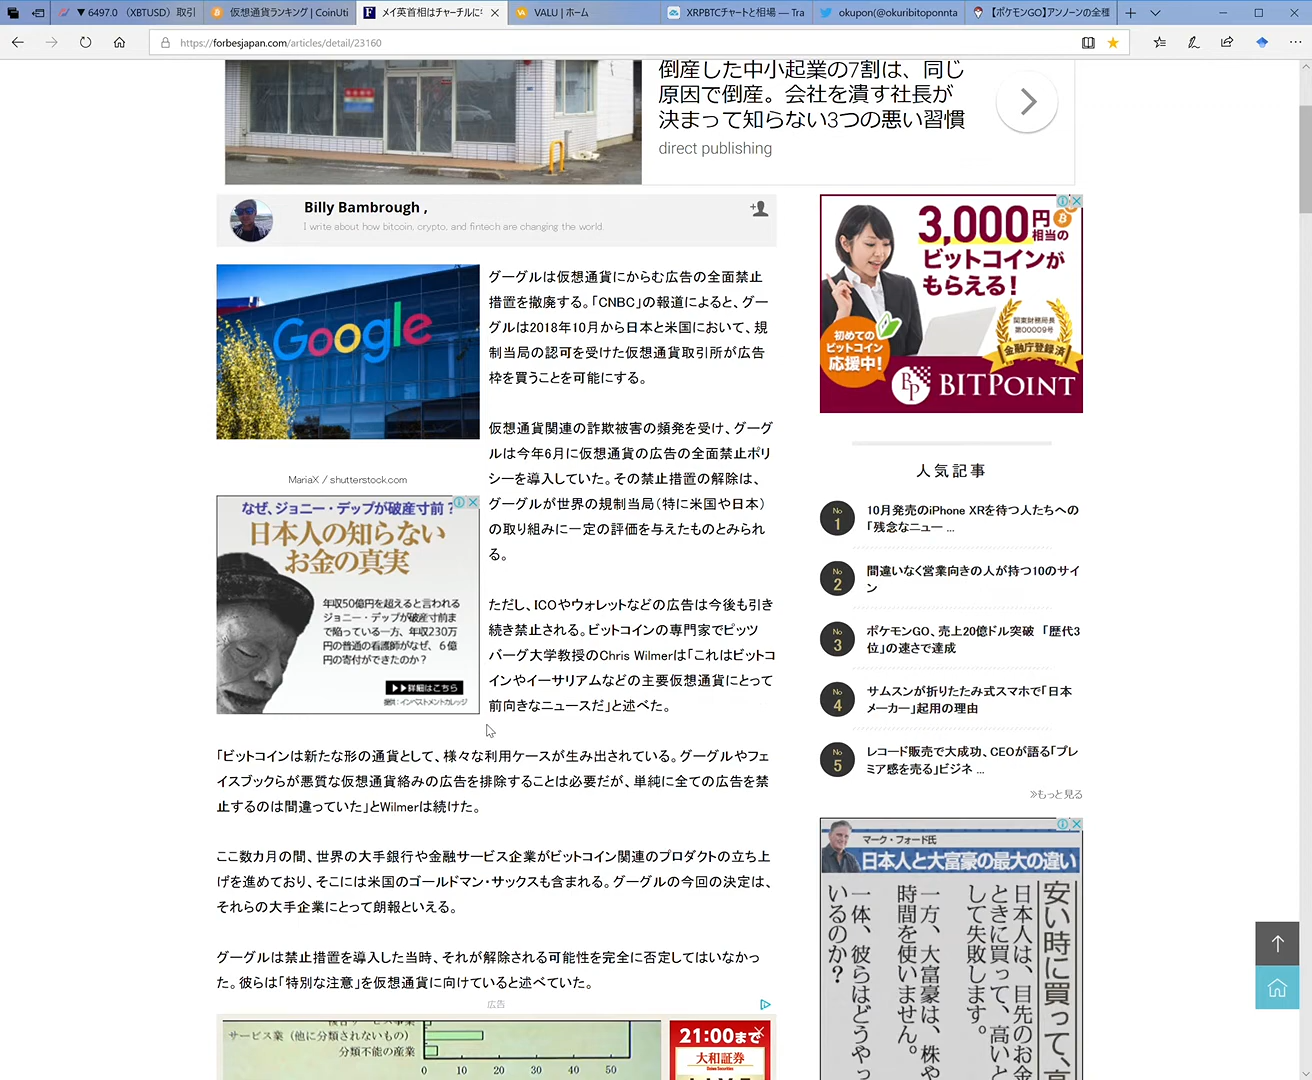 ▼ 6497.0 （XBTUSD）取引
仮想通貨ランキング | CoinUti
メイ英首相はチャーチルに
VALU | ホーム
XRPBTCチャートと相場 — Tra
okupon(@okuribitoponnta
【ポケモンGO】アンノーンの全種
https://forbesjapan.com/articles/detail/23160
倒産した中小起業の7割は、同じ
原因で倒産。会社を潰す社長が
決まって知らない3つの悪い習慣
direct publishing
Billy Bambrough ,
I write about how bitcoin, crypto, and fintech are changing the world.
Google
MariaX / shutterstock.com
グーグルは仮想通貨にからむ広告の全面禁止
措置を撤廃する。「CNBC」の報道によると、グー
グルは2018年10月から日本と米国において、規
制当局の認可を受けた仮想通貨取引所が広告
枠を買うことを可能にする。
仮想通貨関連の詐欺被害の頻発を受け、グーグ
ルは今年6月に仮想通貨の広告の全面禁止ポリ
シーを導入していた。その禁止措置の解除は、
グーグルが世界の規制当局（特に米国や日本）
の取り組みに一定の評価を与えたものとみられ
る。
なぜ、ジョニー・デップが破産寸前？
日本人の知らない
お金の真実
年収50億円を超えると言われる
ジョニー・デップが破産寸前ま
で陥っている一方、年収230万
円の普通の看護師がなぜ、6億
円の寄付ができたのか？
▶▶詳細はこちら
提供：インベストメントカレッジ
ただし、ICOやウォレットなどの広告は今後も引き
続き禁止される。ビットコインの専門家でピッツ
バーグ大学教授のChris Wilmerは「これはビットコ
インやイーサリアムなどの主要仮想通貨にとって
前向きなニュースだ」と述べた。
「ビットコインは新たな形の通貨として、様々な利用ケースが生み出されている。グーグルやフェ
イスブックらが悪質な仮想通貨絡みの広告を排除することは必要だが、単純に全ての広告を禁
止するのは間違っていた」とWilmerは続けた。
ここ数カ月の間、世界の大手銀行や金融サービス企業がビットコイン関連のプロダクトの立ち上
げを進めており、そこには米国のゴールドマン・サックスも含まれる。グーグルの今回の決定は、
それらの大手企業にとって朗報といえる。
グーグルは禁止措置を導入した当時、それが解除される可能性を完全に否定してはいなかっ
た。彼らは「特別な注意」を仮想通貨に向けていると述べていた。
広告
サービス業（他に分類されないもの）
分類不能の産業
0 10 20 30 40 50
21:00まで
大和証券
3,000円相当の
ビットコインが
もらえる！
初めての
ビットコイン
応援中！
関東財務局長
第00009号
金融庁登録済
BITPOINT
人気記事
No 1
10月発売のiPhone XRを待つ人たちへの
「残念なニュー ...
No 2
間違いなく営業向きの人が持つ10のサイ
ン
No 3
ポケモンGO、売上20億ドル突破 「歴代3
位」の速さで達成
No 4
サムスンが折りたたみ式スマホで「日本
メーカー」起用の理由
No 5
レコード販売で大成功、CEOが語る「プレ
ミア感を売る」ビジネ ...
≫もっと見る
マーク・フォード氏
日本人と大富豪の最大の違い
安い時に買って、高
日本人は、目先のお金
ときに買って、高いと
して失敗します。
一方、大富豪は、株や
時間を使いません。
一体、彼らはどうやっ
いるのか？